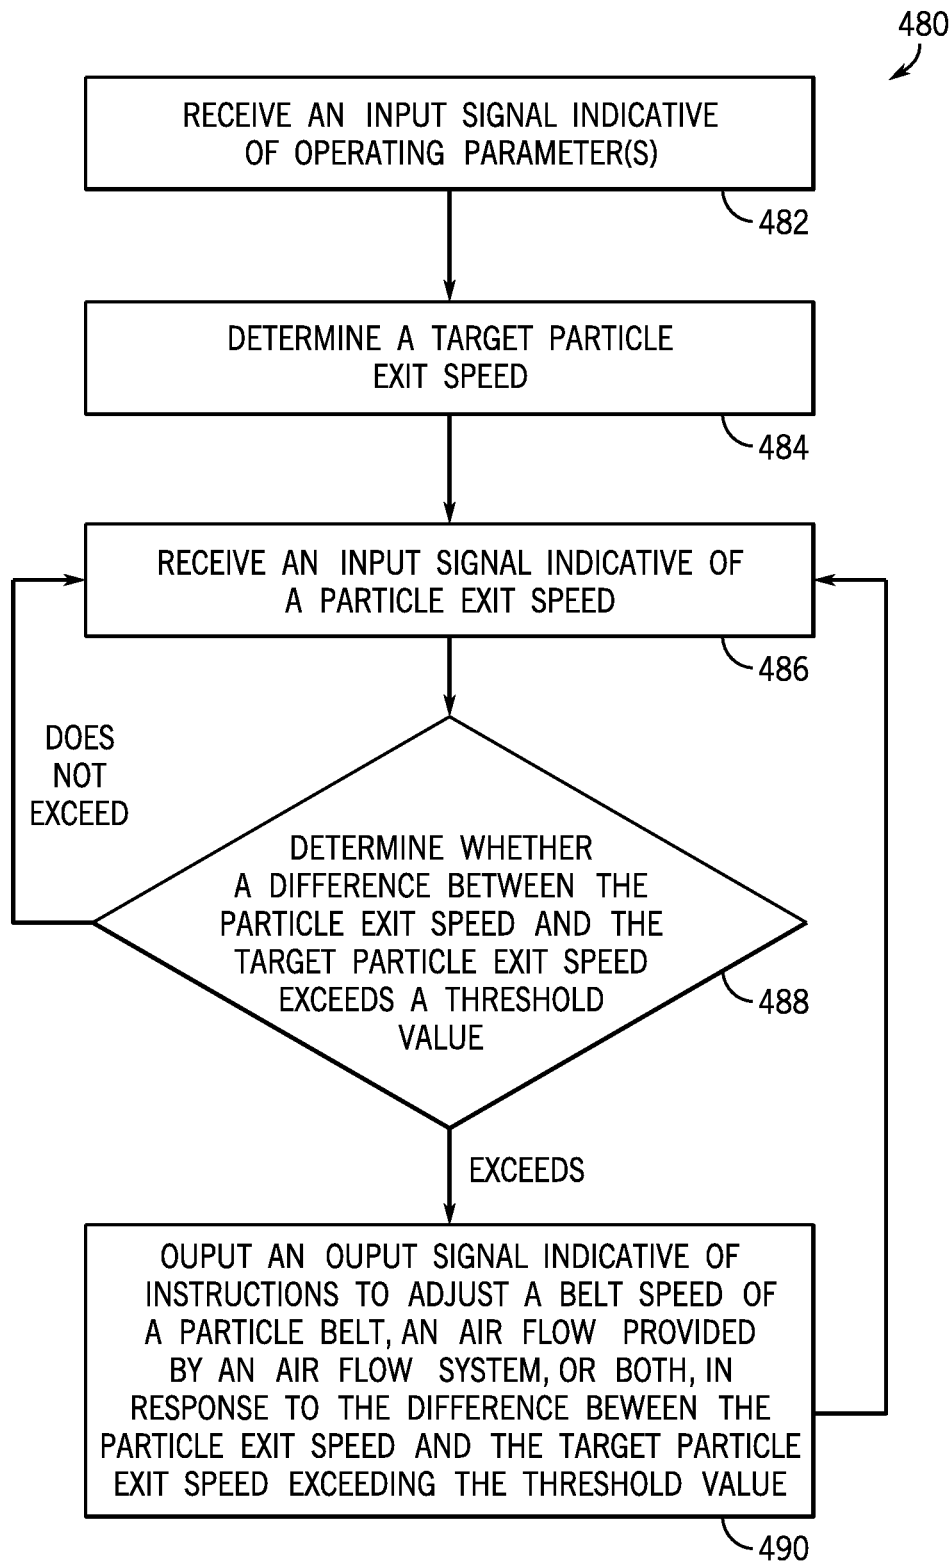 480
RECEIVE AN INPUT SIGNAL INDICATIVE
OF OPERATING PARAMETER(S)
482
DETERMINE A TARGET PARTICLE
EXIT SPEED
484
RECEIVE AN INPUT SIGNAL INDICATIVE OF
A PARTICLE EXIT SPEED
486
DOES
NOT
EXCEED
DETERMINE WHETHER
A DIFFERENCE BETWEEN THE
PARTICLE EXIT SPEED AND THE
TARGET PARTICLE EXIT SPEED
EXCEEDS A THRESHOLD
VALUE
488
EXCEEDS
OUPUT AN OUPUT SIGNAL INDICATIVE OF
INSTRUCTIONS TO ADJUST A BELT SPEED OF
A PARTICLE BELT, AN AIR FLOW PROVIDED
BY AN AIR FLOW SYSTEM, OR BOTH, IN
RESPONSE TO THE DIFFERENCE BEWEEN THE
PARTICLE EXIT SPEED AND THE TARGET PARTICLE
EXIT SPEED EXCEEDING THE THRESHOLD VALUE
490